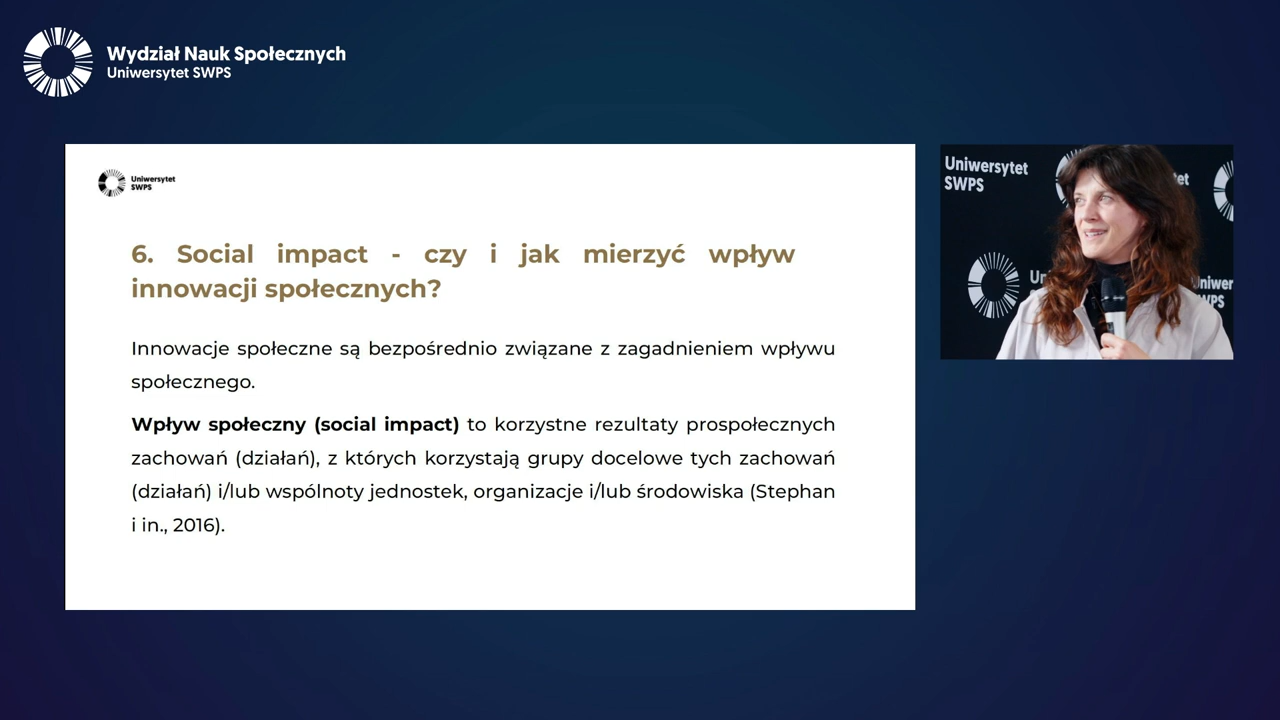 Wydział Nauk Społecznych
Uniwersytet SWPS
Uniwersytet
SWPS
6. Social impact - czy i jak mierzyć wpływ
innowacji społecznych?
Innowacje społeczne są bezpośrednio związane z zagadnieniem wpływu
społecznego.
Wpływ społeczny (social impact) to korzystne rezultaty prospołecznych
zachowań (działań), z których korzystają grupy docelowe tych zachowań
(działań) i/lub wspólnoty jednostek, organizacje i/lub środowiska (Stephan
i in., 2016).
Uniwersytet
SWPS